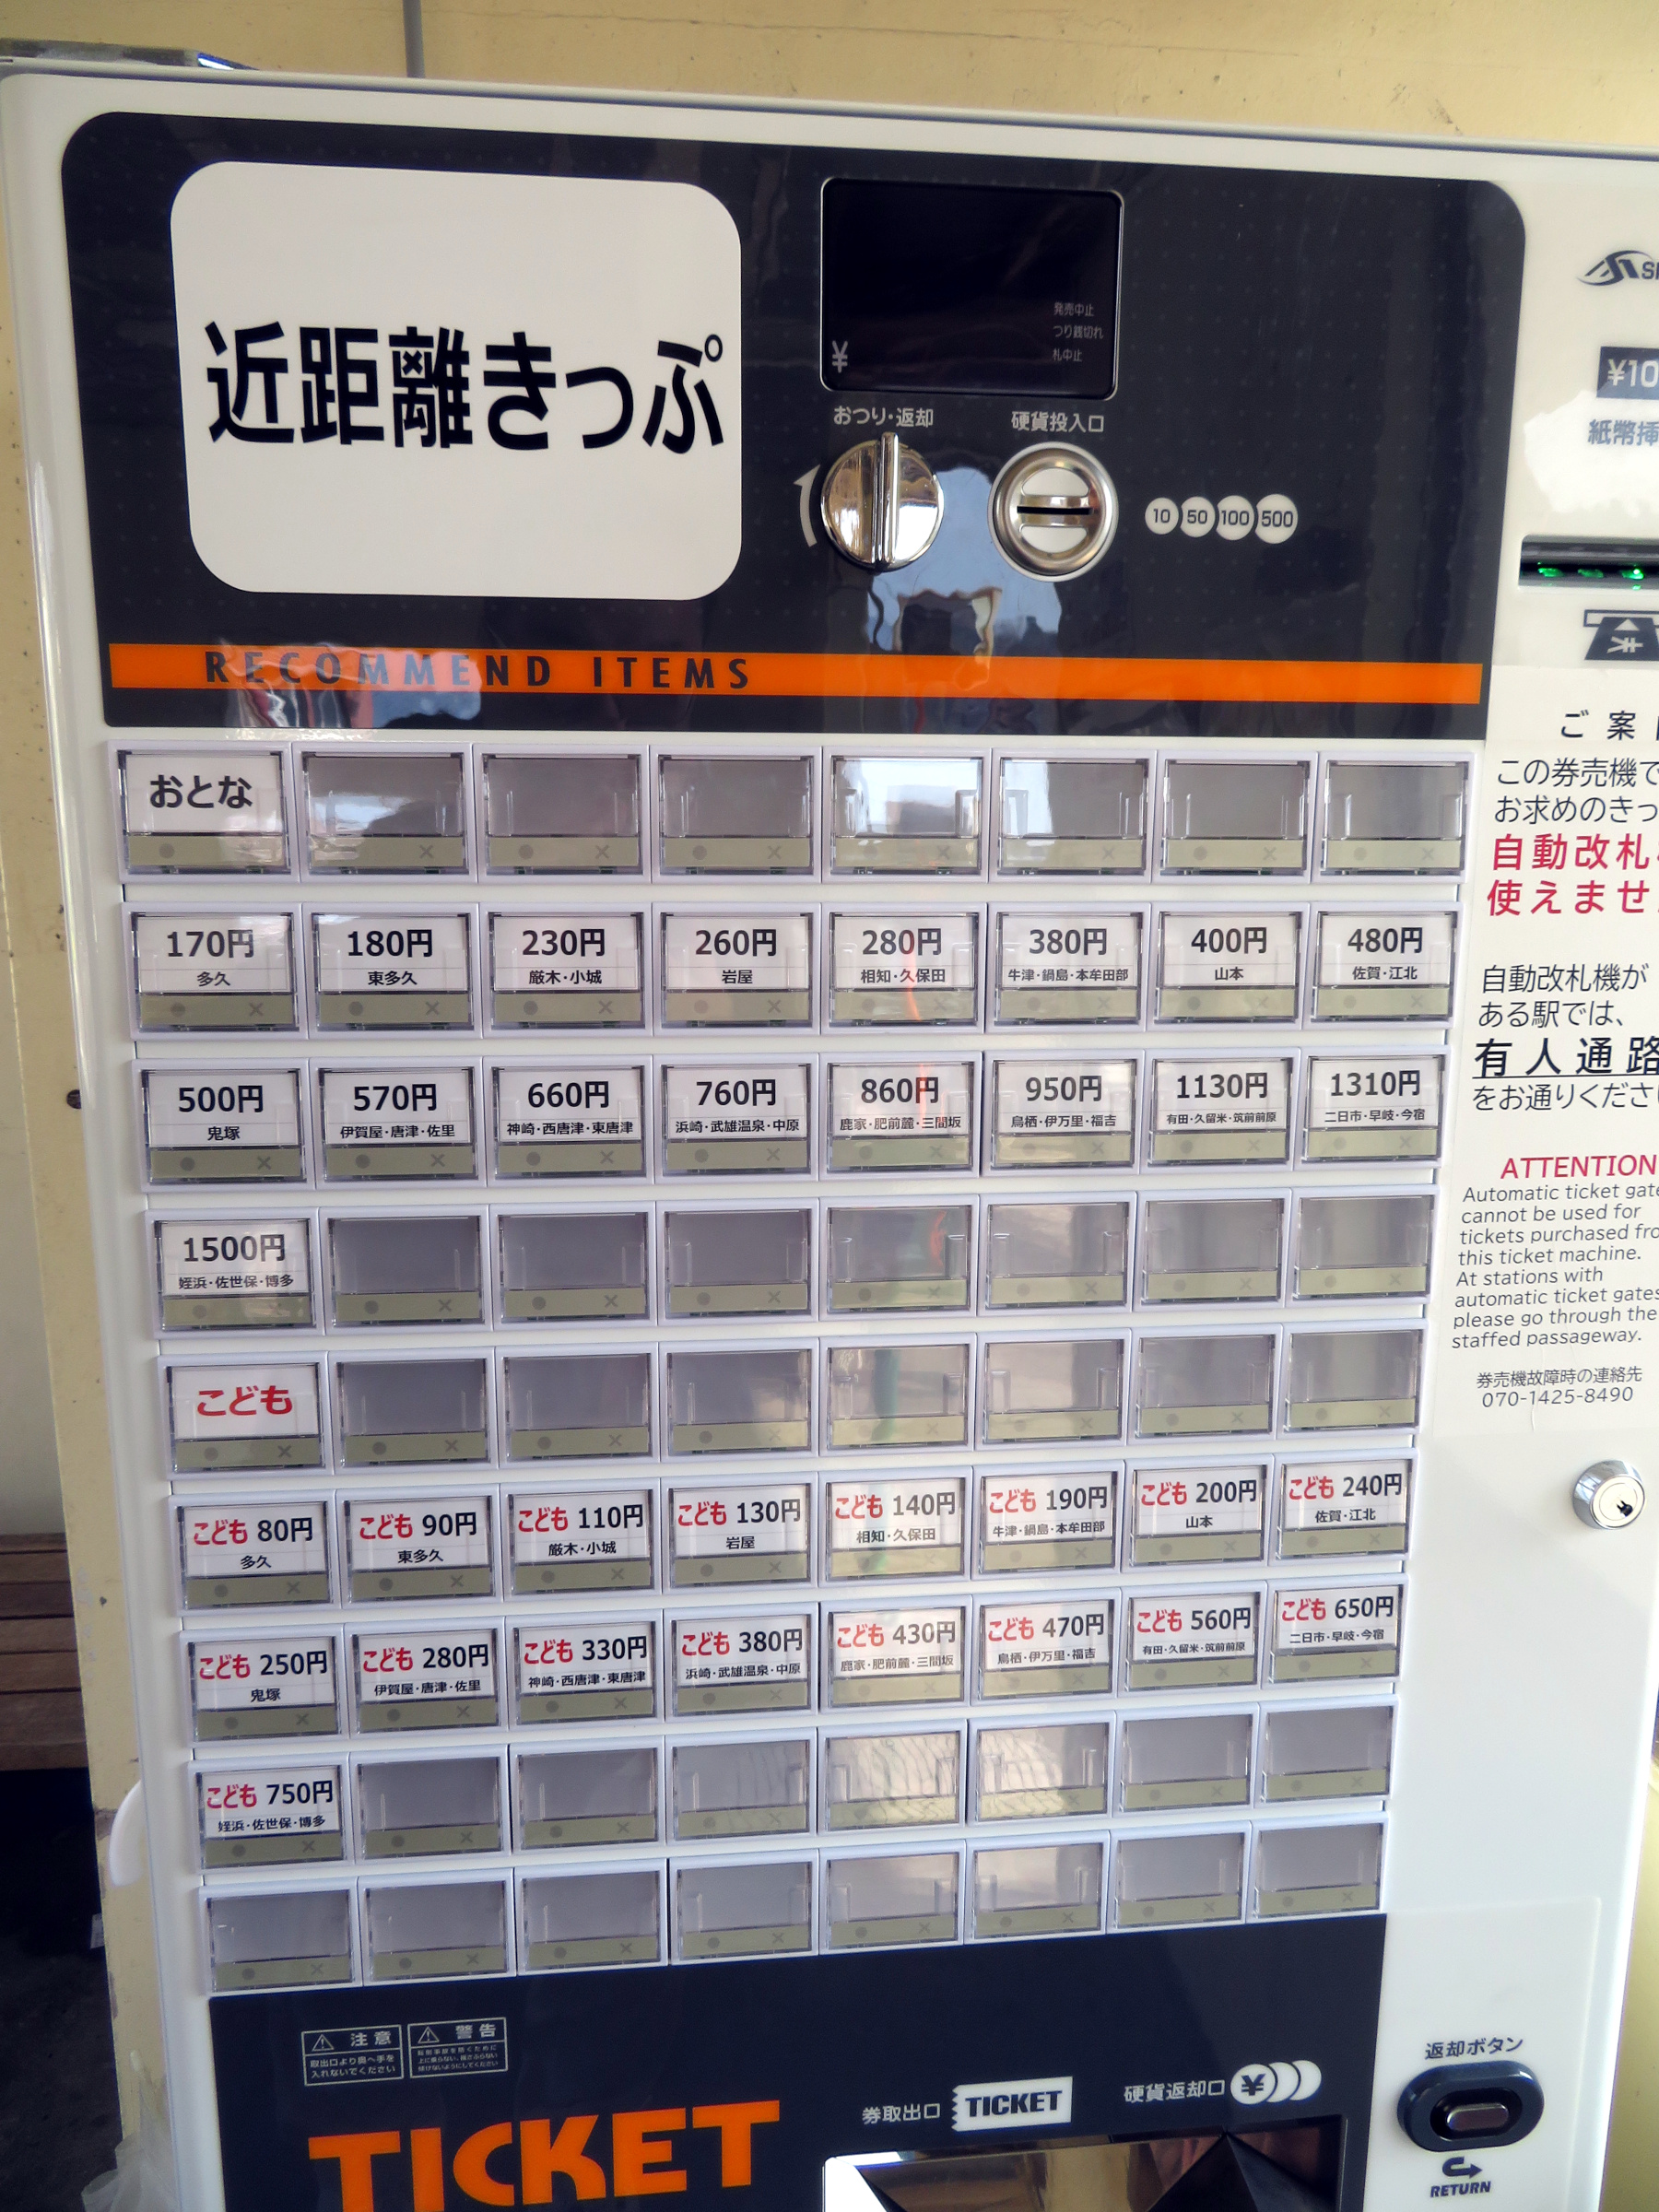 近距離きっぷ
¥
発売中止
つり銭切れ
札中止
おつり・返却
硬貨投入口
10 50 100 500
¥10
紙幣挿
RECOMMEND ITEMS
おとな
170円
多久
180円
東多久
230円
厳木・小城
260円
岩屋
280円
相知・久保田
380円
牛津・鍋島・本牟田部
400円
山本
480円
佐賀・江北
500円
鬼塚
570円
伊賀屋・唐津・佐里
660円
神崎・西唐津・東唐津
760円
浜崎・武雄温泉・中原
860円
鹿家・肥前麓・三間坂
950円
鳥栖・伊万里・福吉
1130円
有田・久留米・筑前前原
1310円
二日市・早岐・今宿
1500円
姪浜・佐世保・博多
こども
こども 80円
多久
こども 90円
東多久
こども 110円
厳木・小城
こども 130円
岩屋
こども 140円
相知・久保田
こども 190円
牛津・鍋島・本牟田部
こども 200円
山本
こども 240円
佐賀・江北
こども 250円
鬼塚
こども 280円
伊賀屋・唐津・佐里
こども 330円
神崎・西唐津・東唐津
こども 380円
浜崎・武雄温泉・中原
こども 430円
鹿家・肥前麓・三間坂
こども 470円
鳥栖・伊万里・福吉
こども 560円
有田・久留米・筑前前原
こども 650円
二日市・早岐・今宿
こども 750円
姪浜・佐世保・博多
ご案
この券売機で
お求めのきっ
自動改札
使えませ
自動改札機が
ある駅では、
有人通路
をお通りくださ
ATTENTION
Automatic ticket gate
cannot be used for
tickets purchased fro
this ticket machine.
At stations with
automatic ticket gates
please go through the
staffed passageway.
券売機故障時の連絡先
070-1425-8490
注意
取出口より奥へ手を
入れないでください
警告
TICKET
券取出口
TICKET
硬貨返却口
¥
返却ボタン
RETURN